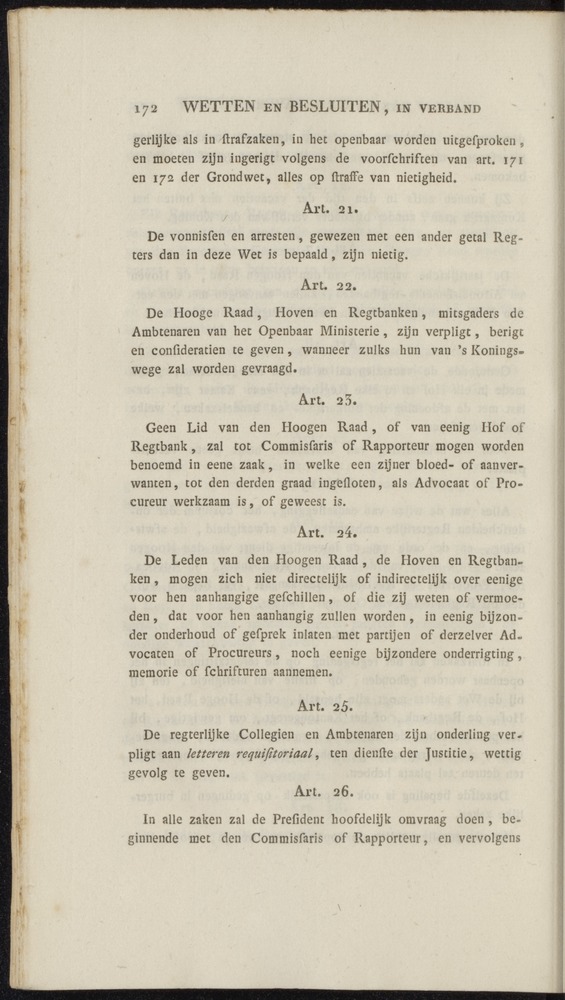 172 WETTEN EN BESLUITEN, IN VERBAND
gerlijke als in ſtrafzaken, in het openbaar worden uitgeſproken,
en moeten zijn ingerigt volgens de voorſchriften van art. 171
en 172 der Grondwet, alles op ſtraffe van nietigheid.
Art. 21.
De vonnisſen en arresten, gewezen met een ander getal Reg-
ters dan in deze Wet is bepaald, zijn nietig.
Art. 22.
De Hooge Raad, Hoven en Regtbanken, mitsgaders de
Ambtenaren van het Openbaar Ministerie, zijn verpligt, berigt
en conſideratien te geven, wanneer zulks hun van 's Konings-
wege zal worden gevraagd.
Art. 23.
Geen Lid van den Hoogen Raad, of van eenig Hof of
Regtbank, zal tot Commisſaris of Rapporteur mogen worden
benoemd in eene zaak, in welke een zijner bloed- of aanver-
wanten, tot den derden graad ingeſloten, als Advocaat of Pro-
cureur werkzaam is, of geweest is.
Art. 24.
De Leden van den Hoogen Raad, de Hoven en Regtban-
ken, mogen zich niet directelijk of indirectelijk over eenige
voor hen aanhangige geſchillen, of die zij weten of vermoe-
den, dat voor hen aanhangig zullen worden, in eenig bijzon-
der onderhoud of geſprek inlaten met partijen of derzelver Ad-
vocaten of Procureurs, noch eenige bijzondere onderrigting,
memorie of ſchrifturen aannemen.
Art. 25.
De regterlijke Collegien en Ambtenaren zijn onderling ver-
pligt aan letteren requiſitoriaal, ten dienſte der Justitie, wettig
gevolg te geven.
Art. 26.
In alle zaken zal de Preſident hoofdelijk omvraag doen, be-
ginnende met den Commisſaris of Rapporteur, en vervolgens